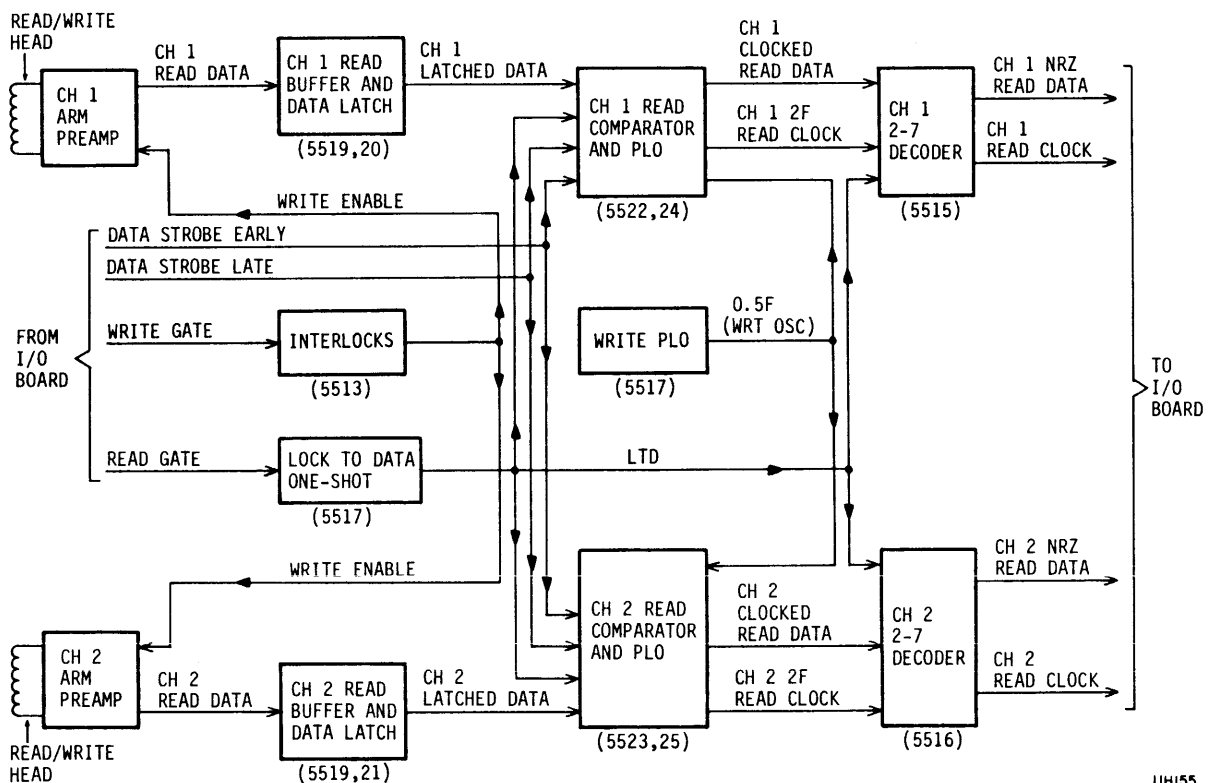 READ/WRITE
HEAD
CH 1
ARM
PREAMP
CH 1
READ DATA
CH 1 READ
BUFFER AND
DATA LATCH
(5519,20)
CH 1
LATCHED DATA
CH 1 READ
COMPARATOR
AND PLO
(5522,24)
CH 1
CLOCKED
READ DATA
CH 1 2F
READ CLOCK
CH 1
2-7
DECODER
(5515)
CH 1 NRZ
READ DATA
CH 1
READ CLOCK
WRITE ENABLE
DATA STROBE EARLY
DATA STROBE LATE
FROM
I/O
BOARD
WRITE GATE
INTERLOCKS
(5513)
WRITE PLO
(5517)
0.5F
(WRT OSC)
TO
I/O
BOARD
READ GATE
LOCK TO DATA
ONE-SHOT
(5517)
LTD
WRITE ENABLE
CH 2
ARM
PREAMP
READ/WRITE
HEAD
CH 2
READ DATA
CH 2 READ
BUFFER AND
DATA LATCH
(5519,21)
CH 2
LATCHED DATA
CH 2 READ
COMPARATOR
AND PLO
(5523,25)
CH 2
CLOCKED
READ DATA
CH 2 2F
READ CLOCK
CH 2
2-7
DECODER
(5516)
CH 2 NRZ
READ DATA
CH 2
READ CLOCK